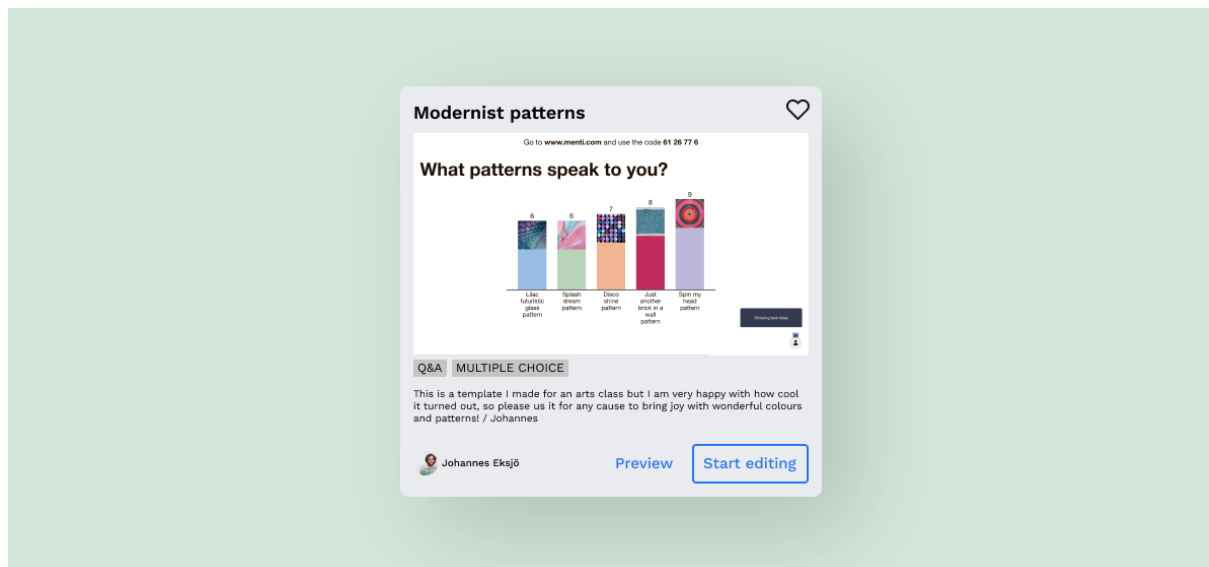 Modernist patterns
Go to www.menti.com and use the code 61 26 77 6
What patterns speak to you?
6
6
7
8
9
Lilac
futuristic
glass
pattern
Splash
dream
pattern
Disco
shine
pattern
Just
another
brick in a
wall
pattern
Spin my
head
pattern
Q&A
MULTIPLE CHOICE
This is a template I made for an arts class but I am very happy with how cool
it turned out, so please us it for any cause to bring joy with wonderful colours
and patterns! / Johannes
Johannes Eksjö
Preview
Start editing